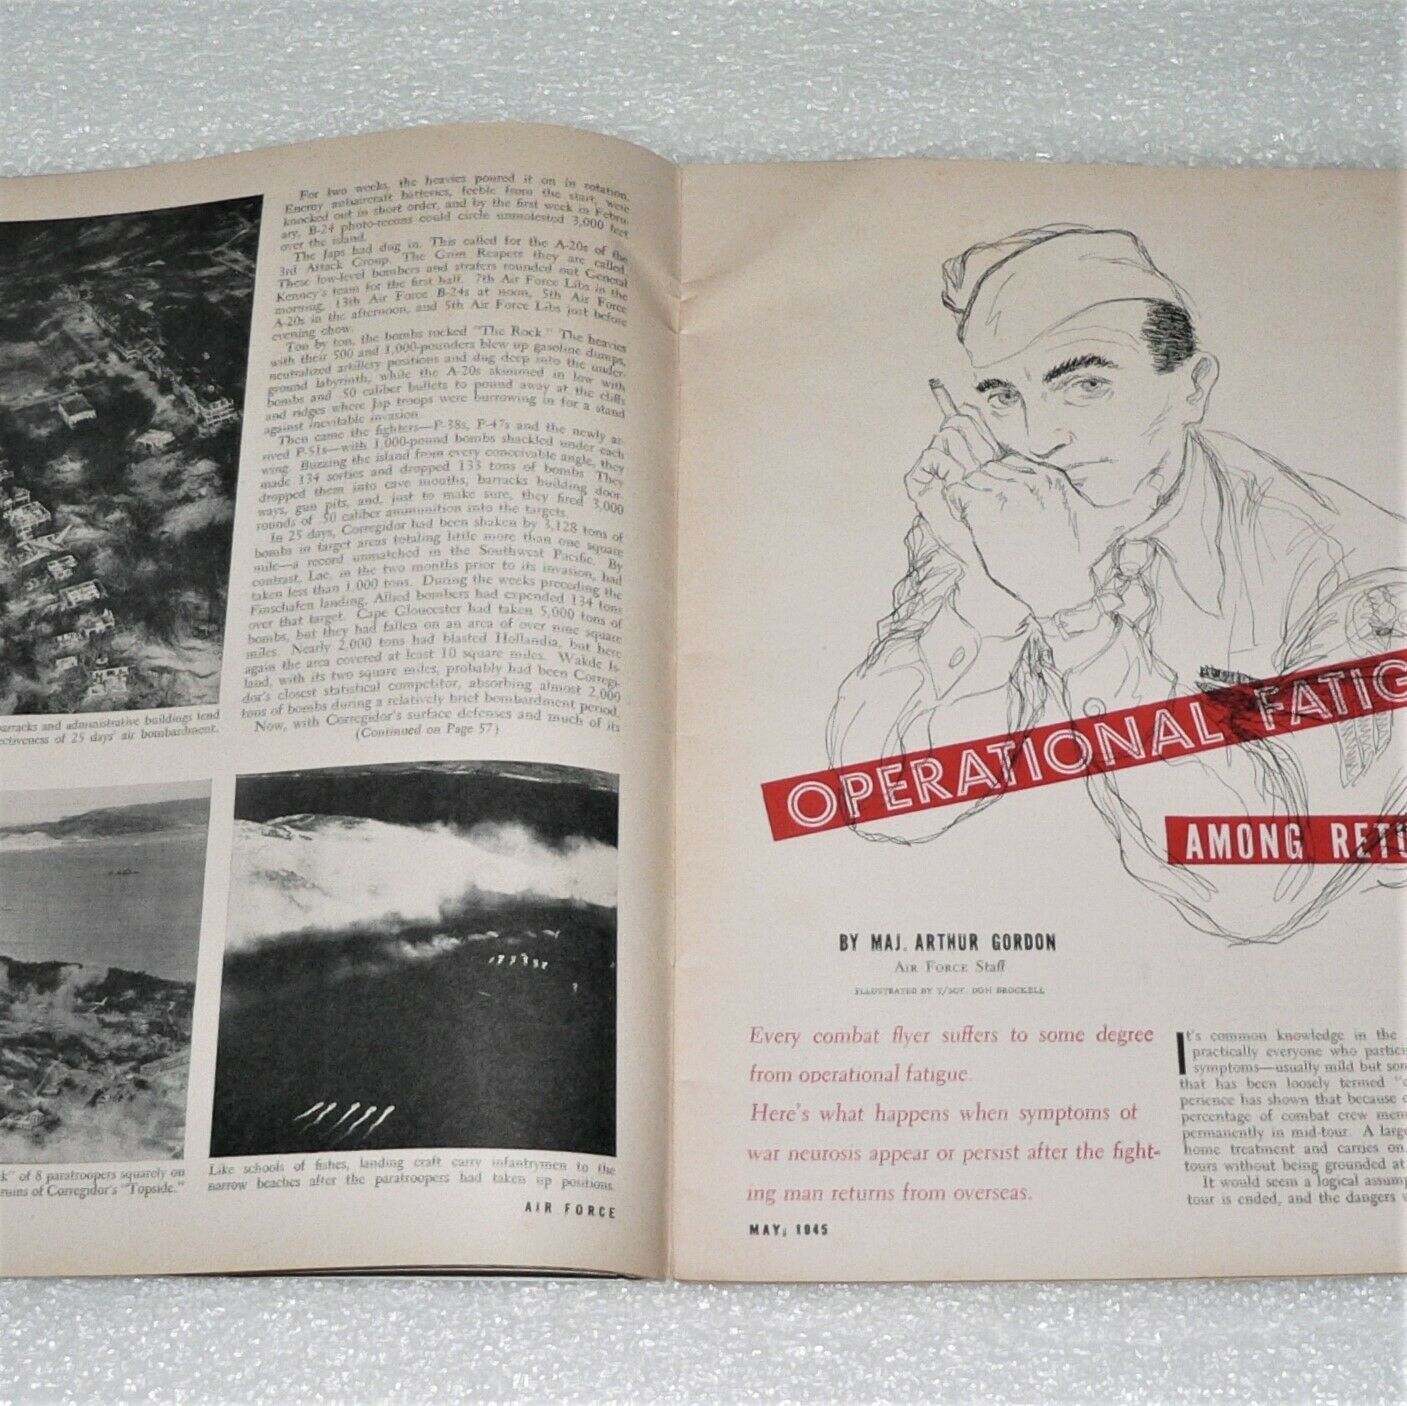 For two weeks, the heavies poured it on in rotation.
Enemy antiaircraft batteries, feeble from the start, were
knocked out in short order, and by the first week in Febru-
ary, B-24 photo-recons could circle unmolested 3,000 feet
over the island.
The Japs had dug in. This called for the A-20s of the
3rd Attack Group. The Grim Reapers they are called.
These low-level bombers and strafers rounded out General
Kenney's team for the first half. 7th Air Force Libs in the
morning, 13th Air Force B-24s at noon, 5th Air Force
A-20s in the afternoon, and 5th Air Force Libs just before
evening chow.
Ton by ton, the bombs rocked "The Rock." The heavies
with their 500 and 1,000-pounders blew up gasoline dumps,
neutralized artillery positions and dug deep into the under-
ground labyrinth, while the A-20s skimmed in low with
bombs and .50 caliber bullets to pound away at the cliffs
and ridges where Jap troops were burrowing in for a stand
against inevitable invasion.
Then came the fighters—P-38s, P-47s and the newly ar-
rived P-51s—with 1,000-pound bombs shackled under each
wing. Buzzing the island from every conceivable angle, they
made 134 sorties and dropped 133 tons of bombs. They
dropped them into cave mouths, barracks building door-
ways, gun pits, and, just to make sure, they fired 3,000
rounds of .50 caliber ammunition into the targets.
In 25 days, Corregidor had been shaken by 3,128 tons of
bombs in target areas totaling little more than one square
mile—a record unmatched in the Southwest Pacific. By
contrast, Lae, in the two months prior to its invasion, had
taken less than 1,000 tons. During the weeks preceding the
Finschafen landing, Allied bombers had expended 134 tons
over that target. Cape Gloucester had taken 5,000 tons of
bombs, but they had fallen on an area of over nine square
miles. Nearly 2,000 tons had blasted Hollandia, but here
again the area covered at least 10 square miles. Wakde Is-
land, with its two square miles, probably had been Corregi-
dor's closest statistical competitor, absorbing almost 2,000
tons of bombs during a relatively brief bombardment period.
Now, with Corregidor's surface defenses and much of its
(Continued on Page 57)
barracks and administrative buildings lend
ectiveness of 25 days' air bombardment.
k" of 8 paratroopers squarely on
ruins of Corregidor's "Topside."
Like schools of fishes, landing craft carry infantrymen to the
narrow beaches after the paratroopers had taken up positions.
AIR FORCE
OPERATIONAL FATIG
AMONG RET
BY MAJ. ARTHUR GORDON
AIR FORCE Staff
ILLUSTRATED BY T/SGT. DON BROCKELL
Every combat flyer suffers to some degree
from operational fatigue.
Here's what happens when symptoms of
war neurosis appear or persist after the fight-
ing man returns from overseas.
MAY, 1945
It's common knowledge in the
practically everyone who partici
symptoms—usually mild but som
that has been loosely termed "c
perience has shown that because o
percentage of combat crew mem
permanently in mid-tour. A large
home treatment and carries on.
tours without being grounded at
It would seem a logical assump
tour is ended, and the dangers